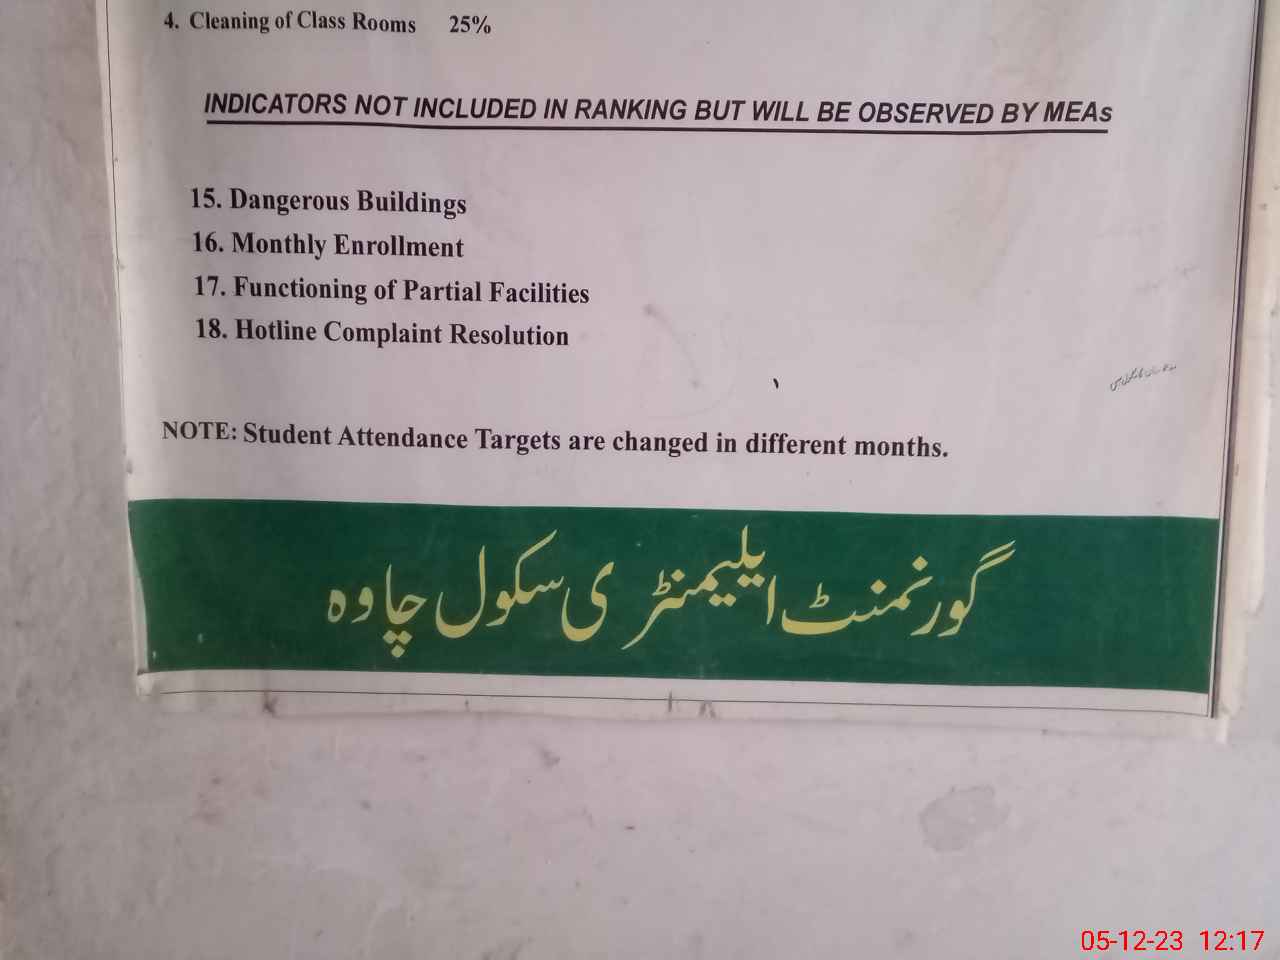 4. Cleaning of Class Rooms 25%
INDICATORS NOT INCLUDED IN RANKING BUT WILL BE OBSERVED BY MEAs
15. Dangerous Buildings
16. Monthly Enrollment
17. Functioning of Partial Facilities
18. Hotline Complaint Resolution
NOTE: Student Attendance Targets are changed in different months.
گورنمنٹ ایلیمنٹری سکول چاوہ
05-12-23 12:17